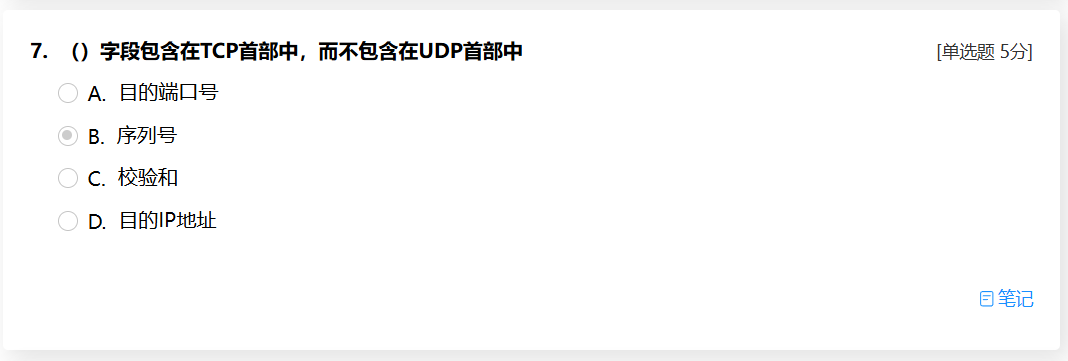 7. （）字段包含在TCP首部中，而不包含在UDP首部中 [单选题 5分]
A. 目的端口号
B. 序列号
C. 校验和
D. 目的IP地址
笔记